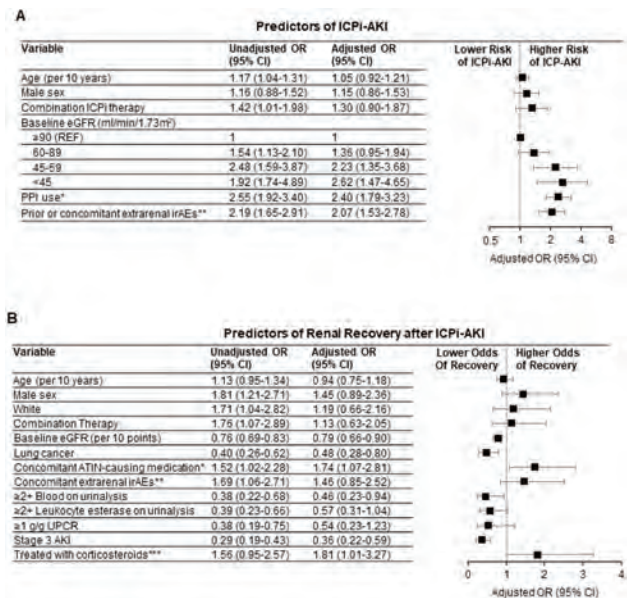 A
Predictors of ICPi-AKI
Variable Unadjusted OR (95% CI) Adjusted OR (95% CI) Lower Risk of ICPi-AKI Higher Risk of ICP-AKI
Age (per 10 years) 1.17 (1.04-1.31) 1.05 (0.92-1.21)
Male sex 1.16 (0.88-1.52) 1.15 (0.86-1.53)
Combination ICPi therapy 1.42 (1.01-1.98) 1.30 (0.90-1.87)
Baseline eGFR (ml/min/1.73m²)
≥90 (REF) 1 1
60-89 1.54 (1.13-2.10) 1.36 (0.95-1.94)
45-59 2.48 (1.59-3.87) 2.23 (1.35-3.68)
<45 1.92 (1.74-4.89) 2.62 (1.47-4.65)
PPI use* 2.55 (1.92-3.40) 2.40 (1.79-3.23)
Prior or concomitant extrarenal irAEs** 2.19 (1.65-2.91) 2.07 (1.53-2.78)
0.5 1 2 4 8
Adjusted OR (95% CI)
B
Predictors of Renal Recovery after ICPi-AKI
Variable Unadjusted OR (95% CI) Adjusted OR (95% CI) Lower Odds Of Recovery Higher Odds of Recovery
Age (per 10 years) 1.13 (0.95-1.34) 0.94 (0.75-1.18)
Male sex 1.81 (1.21-2.71) 1.45 (0.89-2.36)
White 1.71 (1.04-2.82) 1.19 (0.66-2.16)
Combination Therapy 1.76 (1.07-2.89) 1.13 (0.63-2.05)
Baseline eGFR (per 10 points) 0.76 (0.69-0.83) 0.79 (0.66-0.90)
Lung cancer 0.40 (0.26-0.62) 0.48 (0.28-0.80)
Concomitant ATIN-causing medication* 1.52 (1.02-2.28) 1.74 (1.07-2.81)
Concomitant extrarenal irAEs** 1.69 (1.06-2.71) 1.46 (0.85-2.52)
≥2+ Blood on urinalysis 0.38 (0.22-0.68) 0.46 (0.23-0.94)
≥2+ Leukocyte esterase on urinalysis 0.39 (0.23-0.66) 0.57 (0.31-1.04)
≥1 g/g UPCR 0.38 (0.19-0.75) 0.54 (0.23-1.23)
Stage 3 AKI 0.29 (0.19-0.43) 0.36 (0.22-0.59)
Treated with corticosteroids*** 1.56 (0.95-2.57) 1.81 (1.01-3.27)
0 1 2 3 4
Adjusted OR (95% CI)